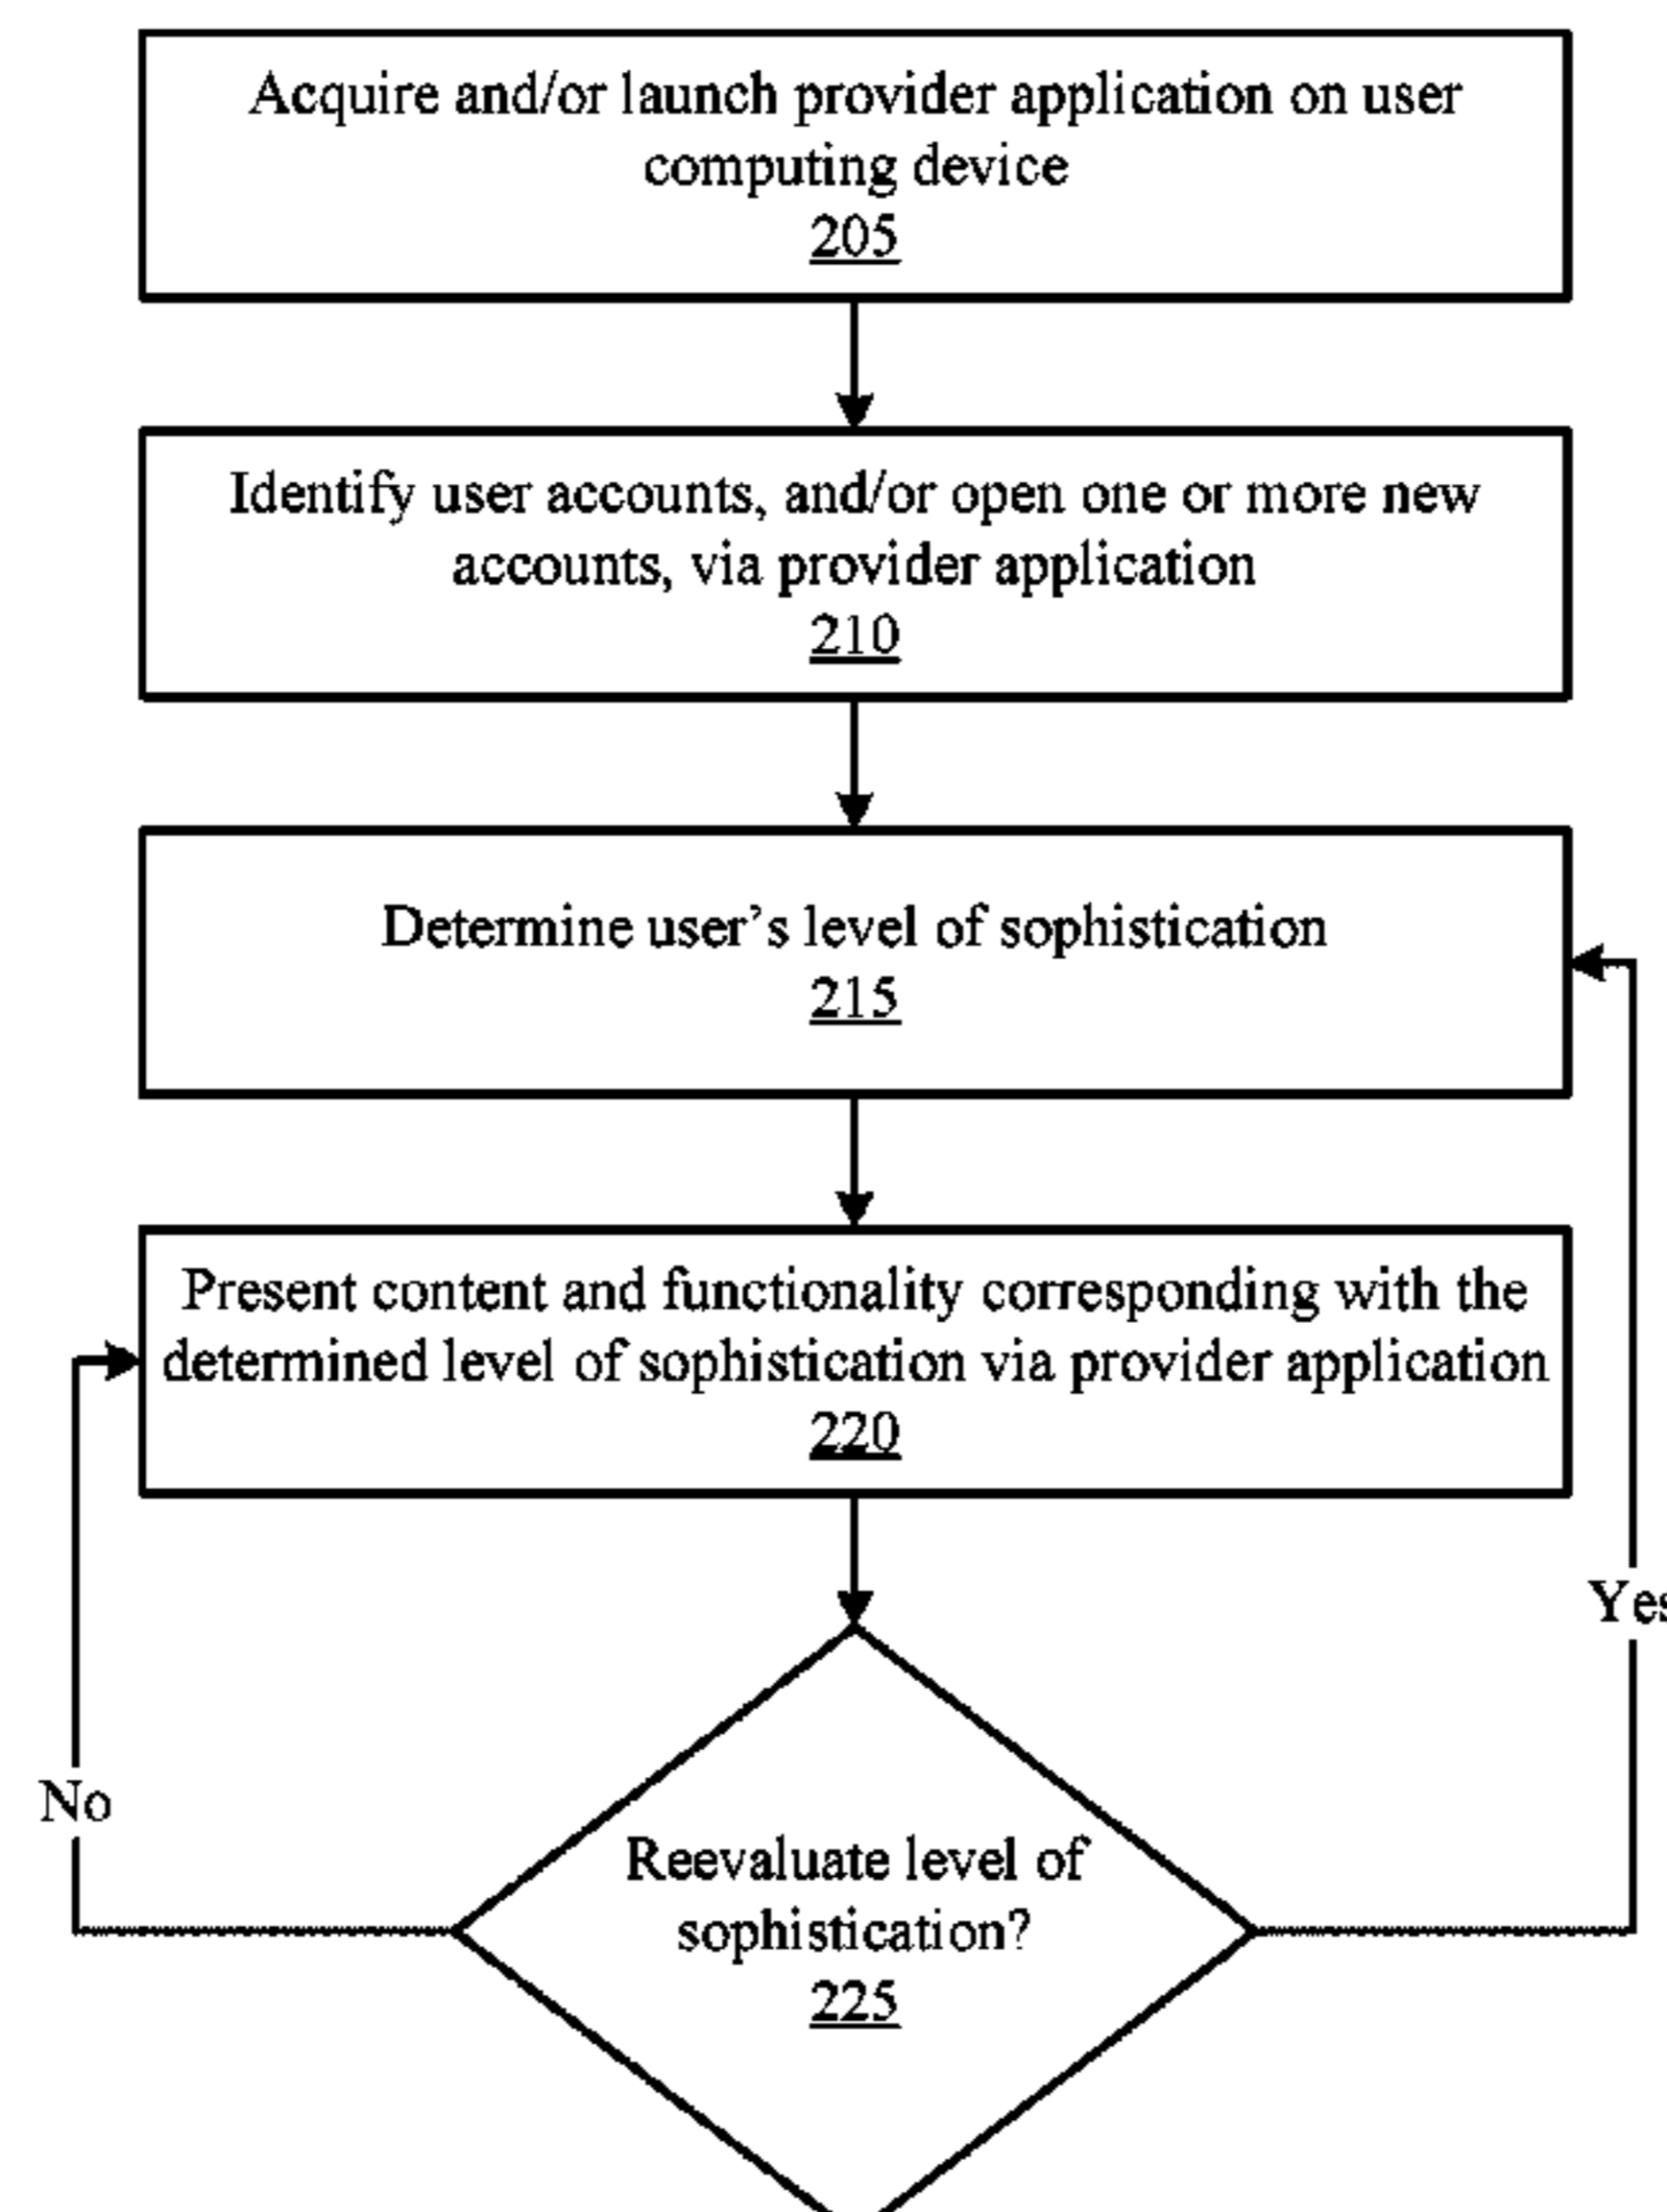 Acquire and/or launch provider application on user
computing device
205
Identify user accounts, and/or open one or more new
accounts, via provider application
210
Determine user’s level of sophistication
215
Present content and functionality corresponding with the
determined level of sophistication via provider application
220
Yes
No
Reevaluate level of
sophistication?
225